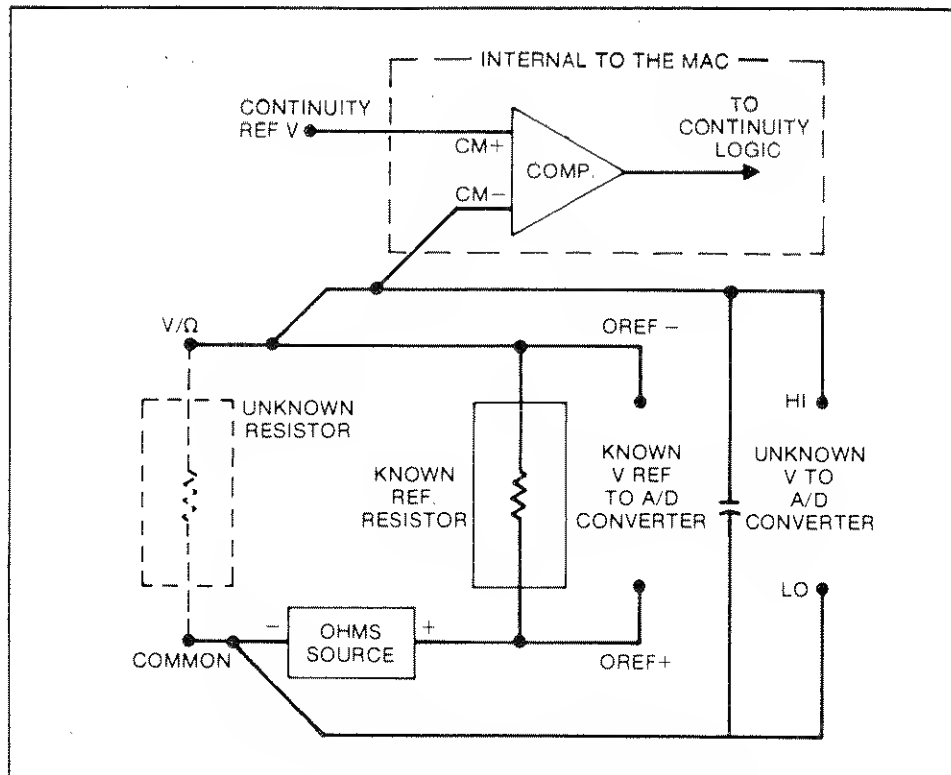 INTERNAL TO THE MAC
CONTINUITY
REF V
CM+
CM−
COMP.
TO
CONTINUITY
LOGIC
V/Ω
OREF −
UNKNOWN
RESISTOR
HI
KNOWN
REF.
RESISTOR
KNOWN
V REF
TO A/D
CONVERTER
UNKNOWN
V TO
A/D
CONVERTER
LO
−
OHMS
SOURCE
+
COMMON
OREF+